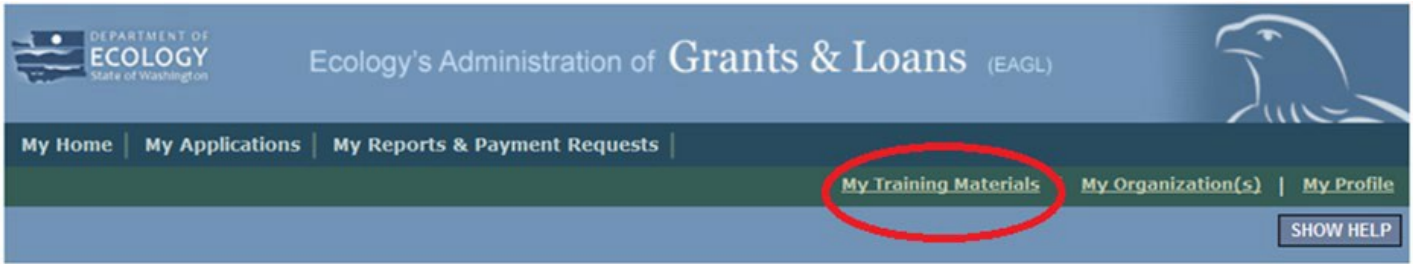 DEPARTMENT OF
ECOLOGY
State of Washington
Ecology's Administration of Grants & Loans (EAGL)
My Home | My Applications | My Reports & Payment Requests |
My Training Materials My Organization(s) | My Profile
SHOW HELP